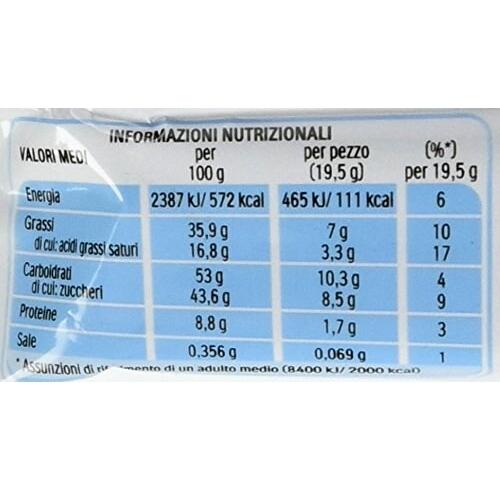 INFORMAZIONI NUTRIZIONALI
VALORI MEDI per 100 g per pezzo (19,5 g) (%*) per 19,5 g
Energia 2387 kJ/ 572 kcal 465 kJ/ 111 kcal 6
Grassi 35,9 g 7 g 10
di cui: acidi grassi saturi 16,8 g 3,3 g 17
Carboidrati 53 g 10,3 g 4
di cui: zuccheri 43,6 g 8,5 g 9
Proteine 8,8 g 1,7 g 3
Sale 0.356 g 0,069 g 1
*Assunzioni di di un adulto medio (8400 kJ/ 2000 kcal)